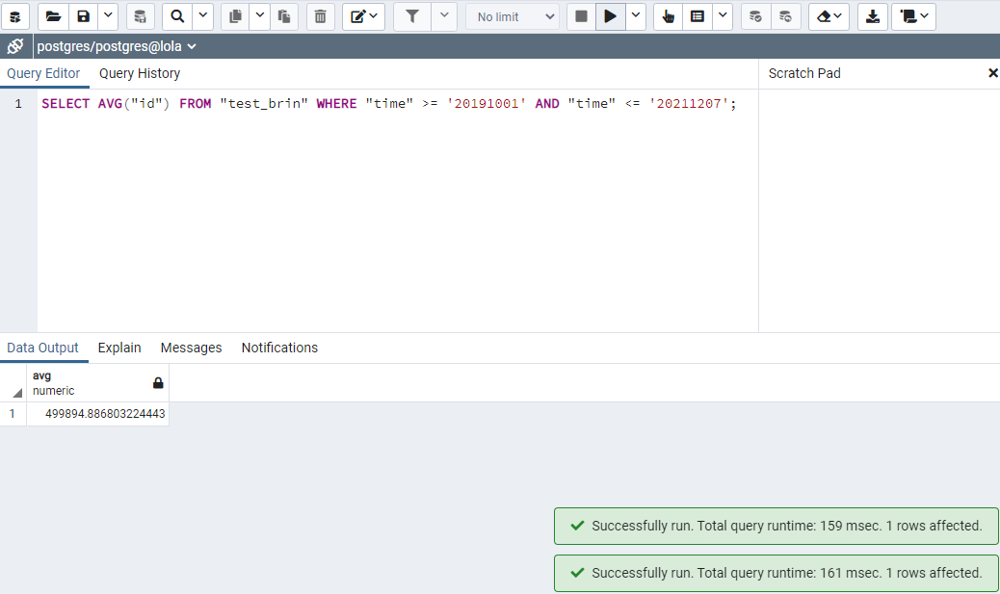 No limit
postgres/postgres@lola
Query Editor Query History Scratch Pad
1 SELECT AVG("id") FROM "test_brin" WHERE "time" >= '20191001' AND "time" <= '20211207';
Data Output Explain Messages Notifications
avg
numeric
1 499894.886803224443
Successfully run. Total query runtime: 159 msec. 1 rows affected.
Successfully run. Total query runtime: 161 msec. 1 rows affected.